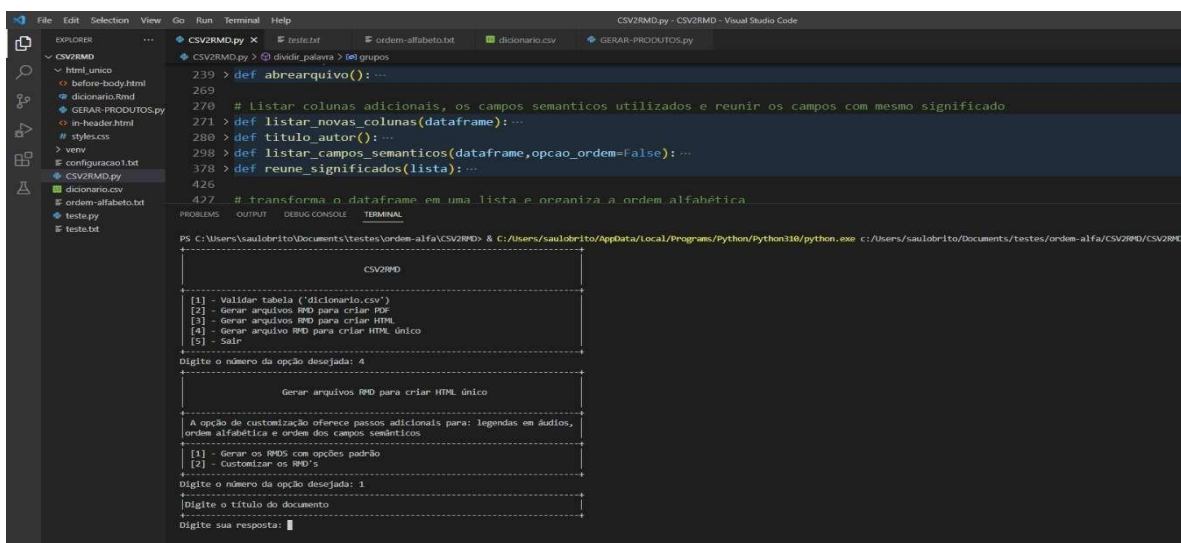 File Edit Selection View Go Run Terminal Help
CSV2RMD.py - CSV2RMD - Visual Studio Code
EXPLORER ...
CSV2RMD
html_unico
before-body.html
dicionario.Rmd
GERAR-PRODUTOS.py
in-header.html
styles.css
venv
configuracao1.txt
CSV2RMD.py
dicionario.csv
ordem-alfabeto.txt
teste.py
teste.txt
CSV2RMD.py teste.txt ordem-alfabeto.txt dicionario.csv GERAR-PRODUTOS.py
CSV2RMD.py > dividir_palavra > grupos
239 > def abrearquivo(): ...
269
270 # Listar colunas adicionais, os campos semanticos utilizados e reunir os campos com mesmo significado
271 > def listar_novas_colunas(dataframe): ...
280 > def titulo_autor(): ...
298 > def listar_campos_semanticos(dataframe,opcao_ordem=False): ...
378 > def reune_significados(lista): ...
426
427 # transforma o dataframe em uma lista e organiza a ordem alfabética
PROBLEMS OUTPUT DEBUG CONSOLE TERMINAL
PS C:\Users\saulobrito\Documents\testes\ordem-alfa\CSV2RMD> & C:/Users/saulobrito/AppData/Local/Programs/Python/Python310/python.exe c:/Users/saulobrito/Documents/testes/ordem-alfa/CSV2RMD/CSV2RMD
CSV2RMD
[1] - Validar tabela ('dicionario.csv')
[2] - Gerar arquivos RMD para criar PDF
[3] - Gerar arquivos RMD para criar HTML
[4] - Gerar arquivo RMD para criar HTML único
[5] - Sair
Digite o número da opção desejada: 4
Gerar arquivos RMD para criar HTML único
A opção de customização oferece passos adicionais para: legendas em áudios,
ordem alfabética e ordem dos campos semânticos
[1] - Gerar os RMDS com opções padrão
[2] - Customizar os RMD's
Digite o número da opção desejada: 1
Digite o título do documento
Digite sua resposta: